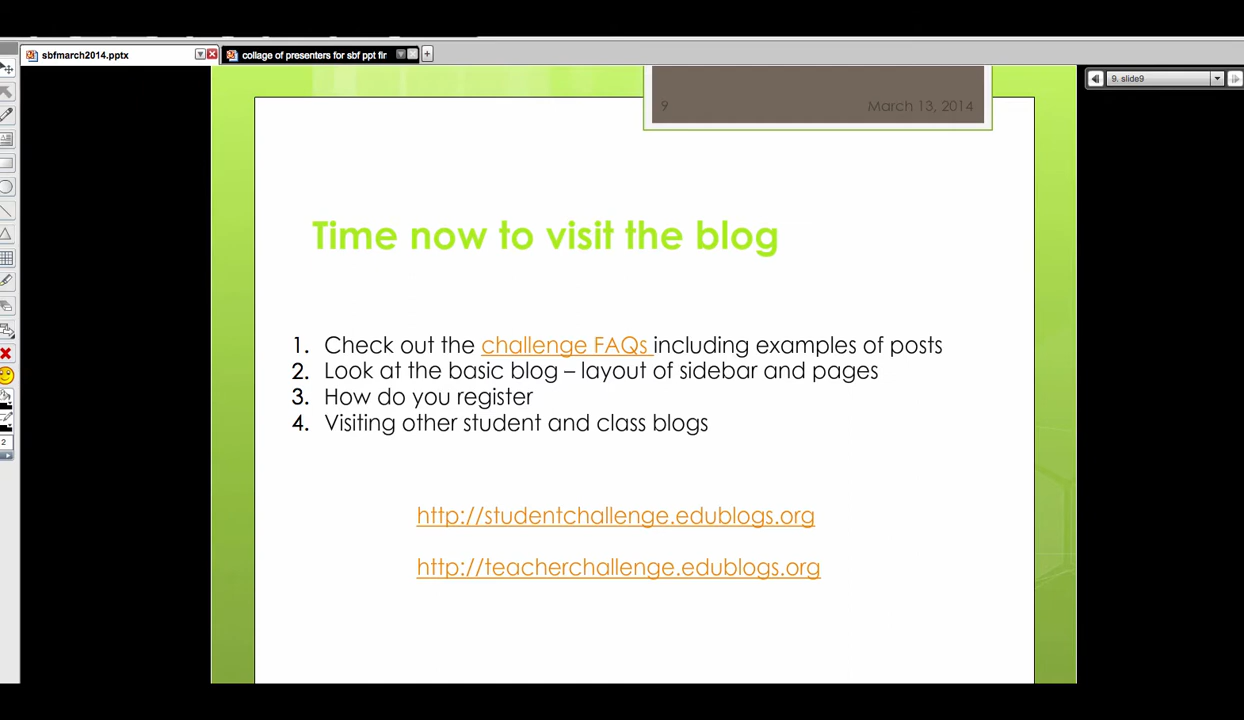 sbfmarch2014.pptx
collage of presenters for sbf ppt fir
9. slide9
9 March 13, 2014
Time now to visit the blog
1. Check out the challenge FAQs including examples of posts
2. Look at the basic blog – layout of sidebar and pages
3. How do you register
4. Visiting other student and class blogs
http://studentchallenge.edublogs.org
http://teacherchallenge.edublogs.org
2